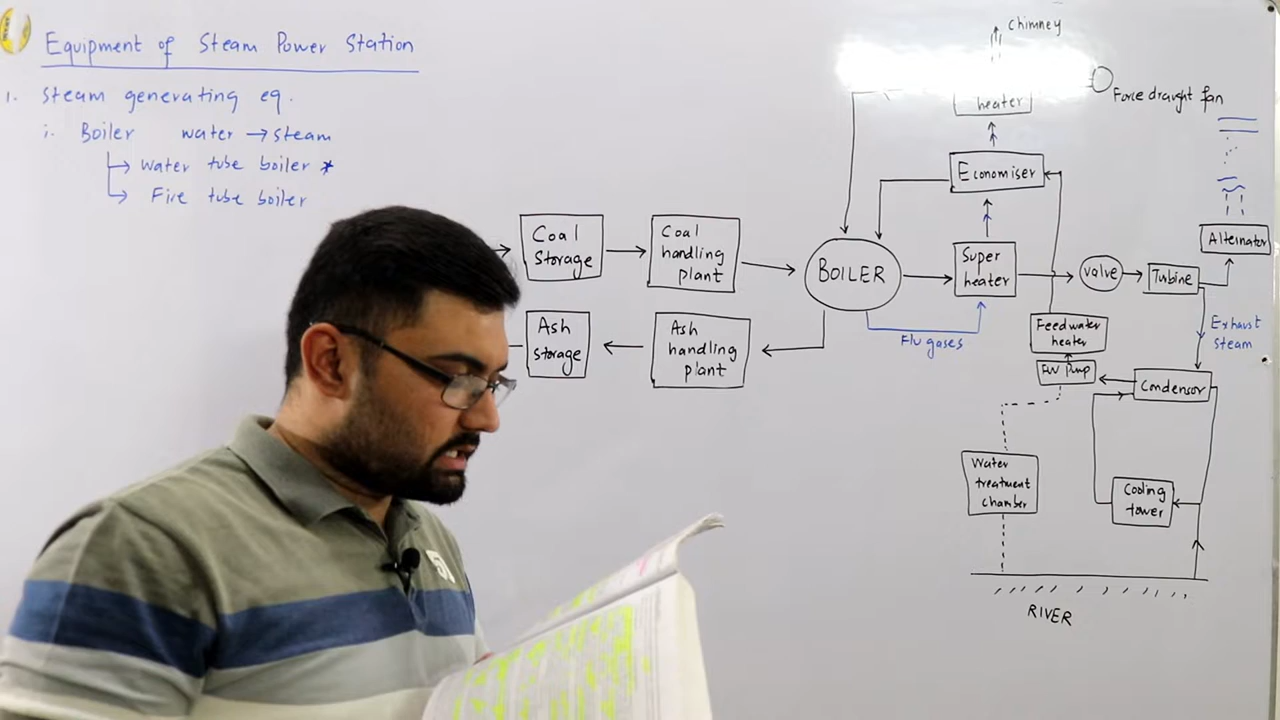 Equipment of Steam Power Station
1. Steam generating eq.
i. Boiler water → steam
→ Water tube boiler *
→ Fire tube boiler
chimney
heater
Force draught fan
Economiser
Coal
Storage
Coal
handling
plant
BOILER
Super
heater
valve
Turbine
Alternator
Ash
storage
Ash
handling
plant
Flu gases
Feedwater
heater
FW Pump
Exhaust
steam
Condensor
Water
treatment
chamber
Cooling
tower
RIVER